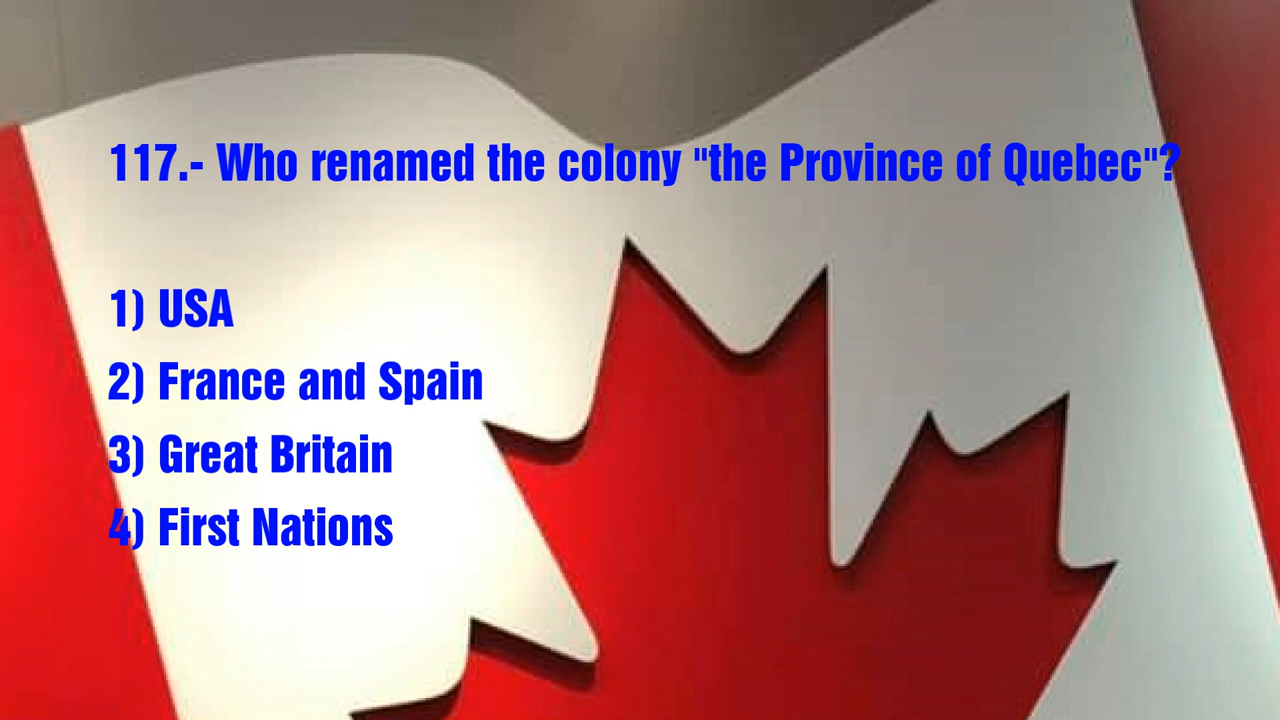 117.- Who renamed the colony "the Province of Quebec"?
1) USA
2) France and Spain
3) Great Britain
4) First Nations